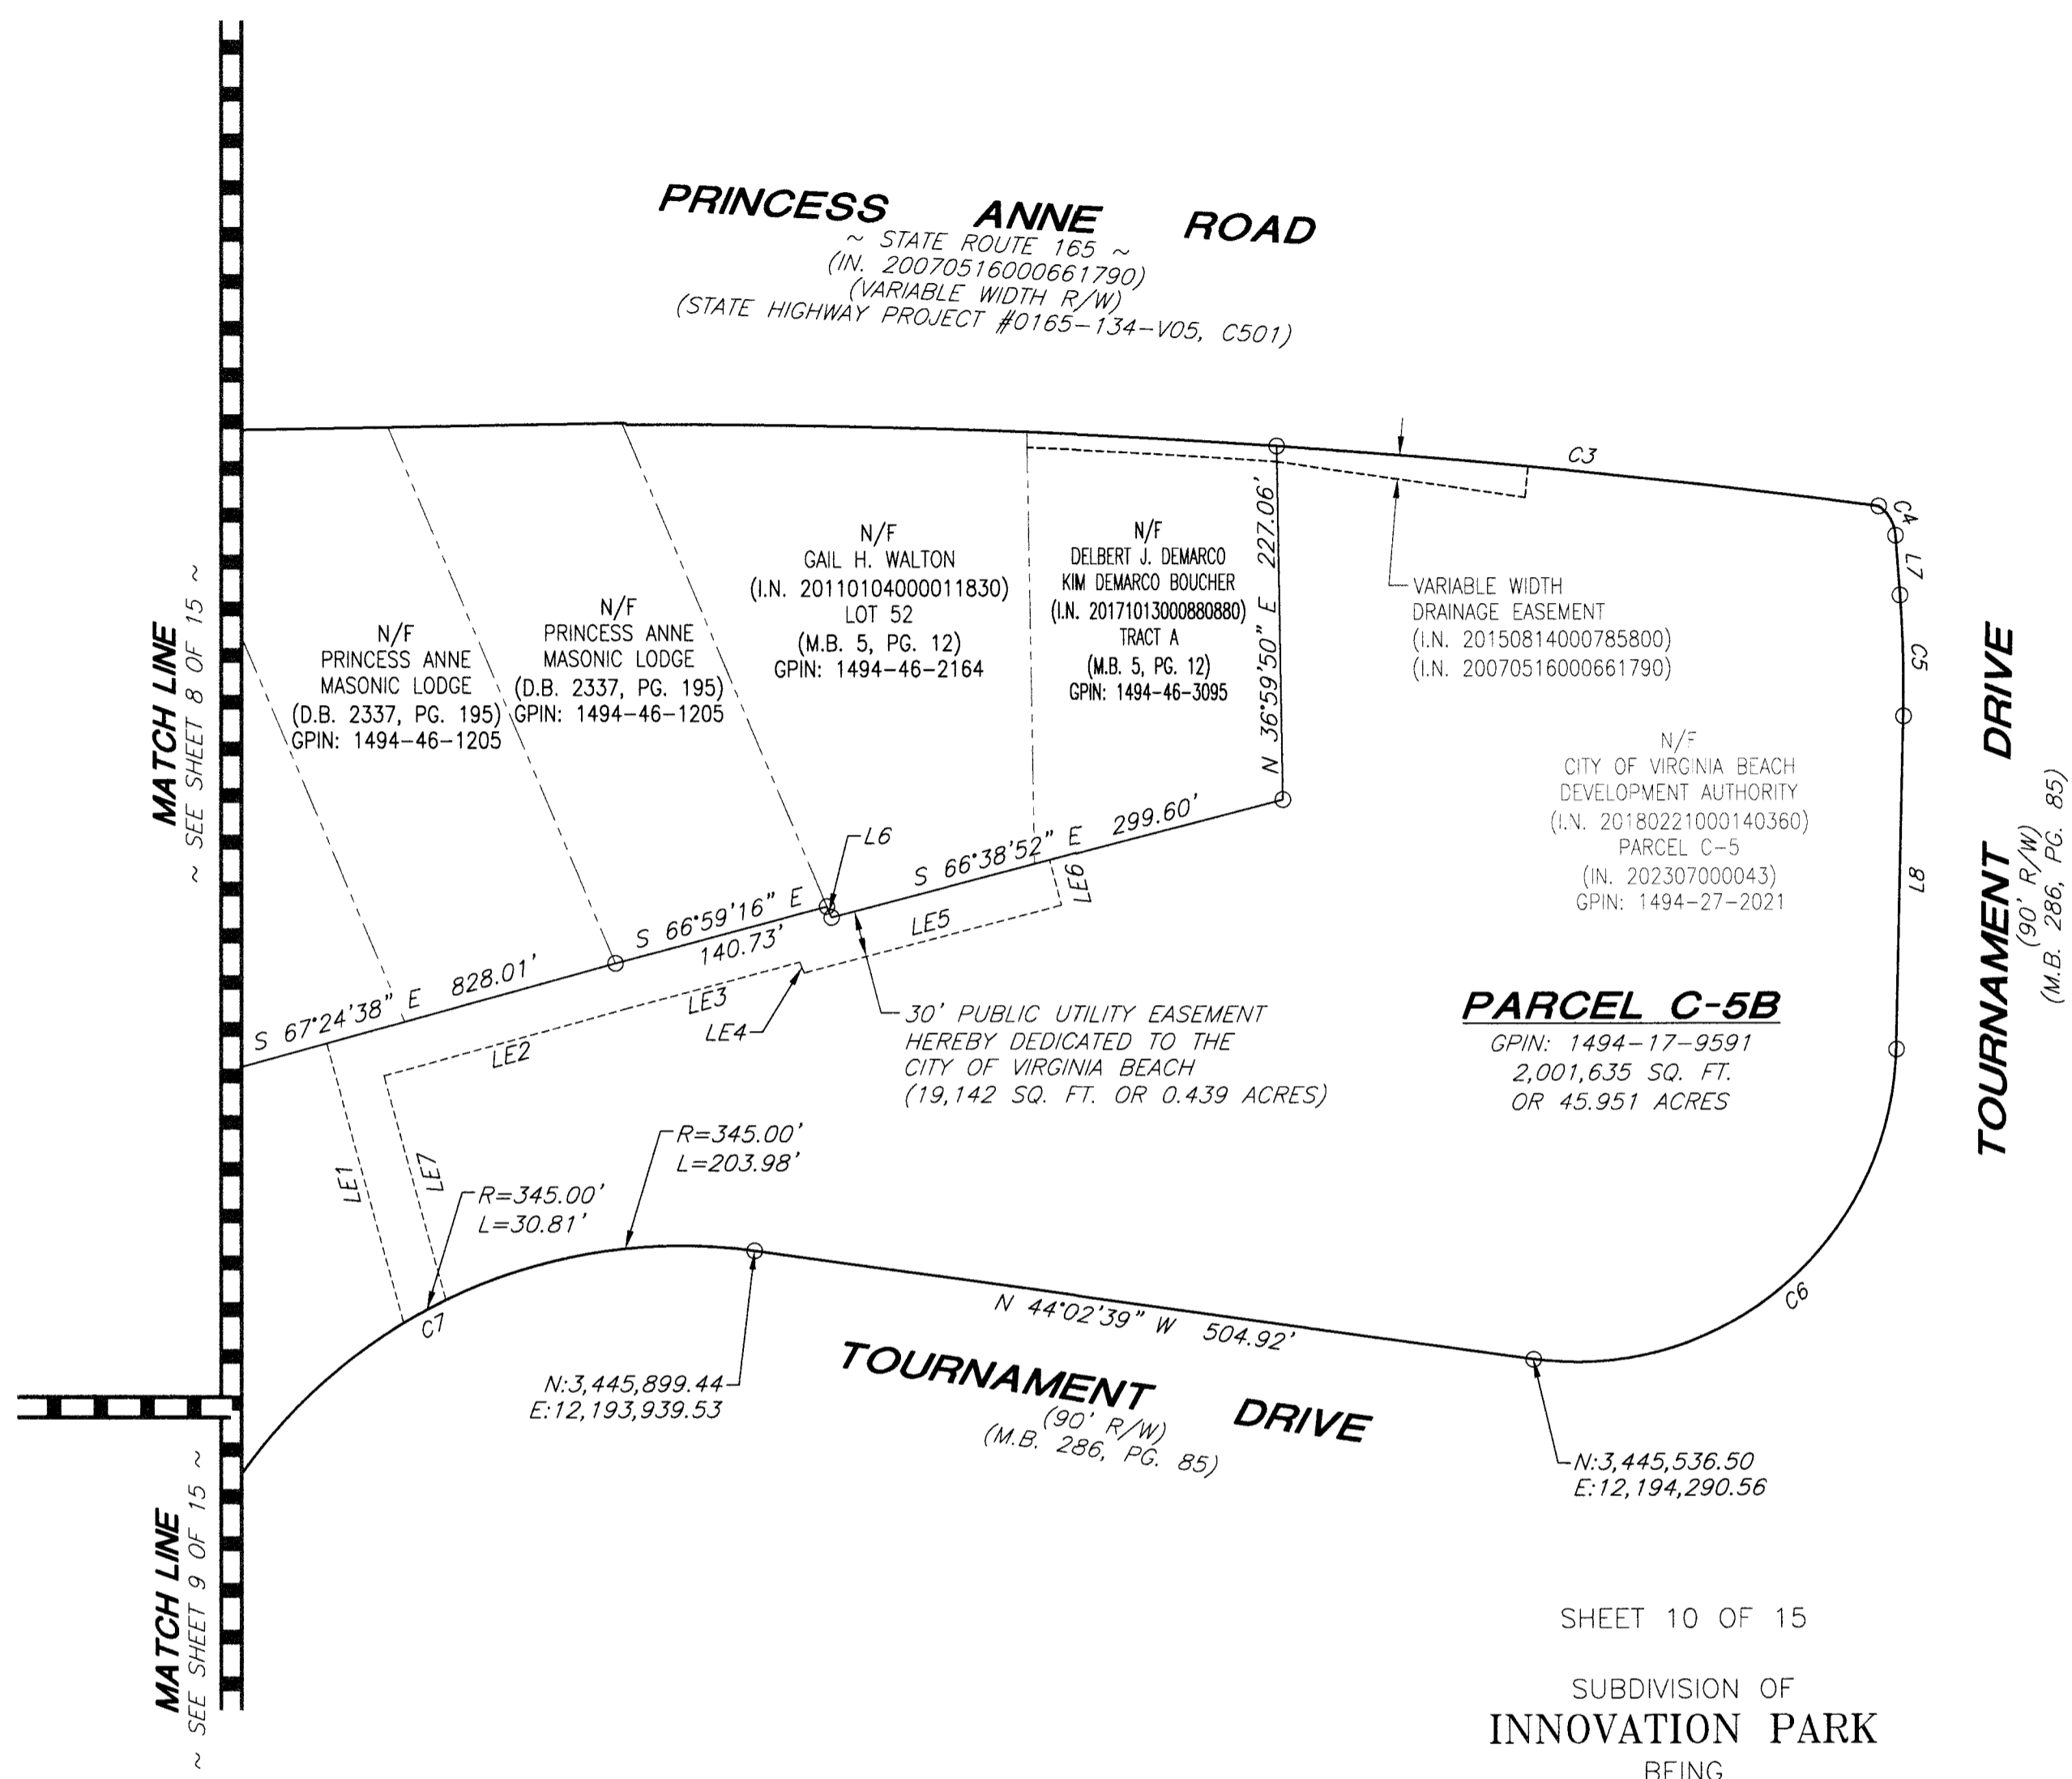 PRINCESS ANNE ROAD
~ STATE ROUTE 165 ~
(IN. 20070516000661790)
(VARIABLE WIDTH R/W)
(STATE HIGHWAY PROJECT #0165-134-V05, C501)
MATCH LINE
~ SEE SHEET 8 OF 15 ~
N/F
PRINCESS ANNE
MASONIC LODGE
(D.B. 2337, PG. 195)
GPIN: 1494-46-1205
N/F
PRINCESS ANNE
MASONIC LODGE
(D.B. 2337, PG. 195)
GPIN: 1494-46-1205
N/F
GAIL H. WALTON
(I.N. 20110104000011830)
LOT 52
(M.B. 5, PG. 12)
GPIN: 1494-46-2164
N/F
DELBERT J. DEMARCO
KIM DEMARCO BOUCHER
(I.N. 20171013000880880)
TRACT A
(M.B. 5, PG. 12)
GPIN: 1494-46-3095
N 36°59'50" E 227.06'
C3
C4
L7
C5
L8
VARIABLE WIDTH
DRAINAGE EASEMENT
(I.N. 20150814000785800)
(I.N. 20070516000661790)
N/F
CITY OF VIRGINIA BEACH
DEVELOPMENT AUTHORITY
(I.N. 20180221000140360)
PARCEL C-5
(IN. 202307000043)
GPIN: 1494-27-2021
TOURNAMENT DRIVE
(90' R/W)
(M.B. 286, PG. 85)
S 67°24'38" E 828.01'
S 66°59'16" E
140.73'
L6
S 66°38'52" E 299.60'
LE6
LE5
LE3
LE4
LE2
LE1
LE7
30' PUBLIC UTILITY EASEMENT
HEREBY DEDICATED TO THE
CITY OF VIRGINIA BEACH
(19,142 SQ. FT. OR 0.439 ACRES)
PARCEL C-5B
GPIN: 1494-17-9591
2,001,635 SQ. FT.
OR 45.951 ACRES
R=345.00'
L=203.98'
R=345.00'
L=30.81'
C7
C6
N 44°02'39" W 504.92'
N:3,445,899.44
E:12,193,939.53
TOURNAMENT DRIVE
(90' R/W)
(M.B. 286, PG. 85)
N:3,445,536.50
E:12,194,290.56
MATCH LINE
~ SEE SHEET 9 OF 15 ~
SHEET 10 OF 15
SUBDIVISION OF
INNOVATION PARK
BEING